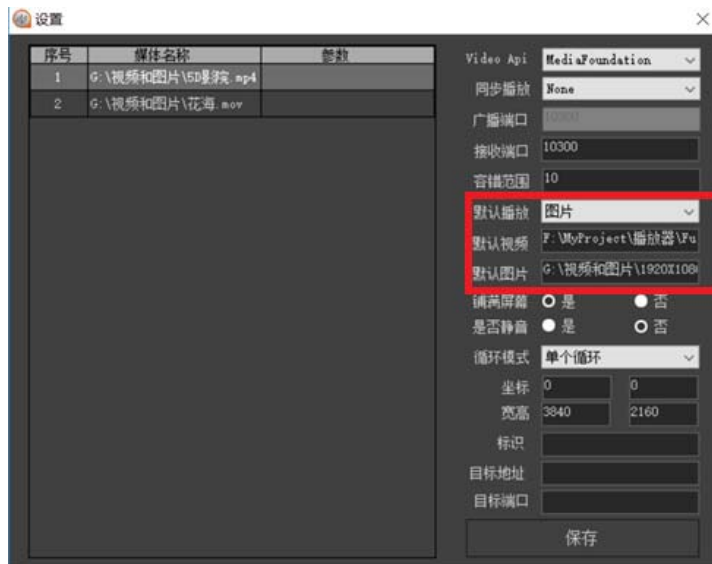 设置
序号 媒体名称 参数
1 G:\视频和图片\5D影院.mp4
2 G:\视频和图片\花海.mov
Video Api MediaFoundation
同步播放 None
广播端口 10300
接收端口 10300
容错范围 10
默认播放 图片
默认视频 F:\MyProject\播放器\Fu
默认图片 G:\视频和图片\1920X108
铺满屏幕 是 否
是否静音 是 否
循环模式 单个循环
坐标 0 0
宽高 3840 2160
标识
目标地址
目标端口
保存